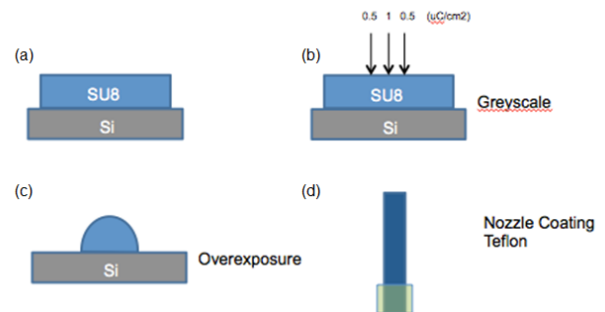 (a)
SU8
Si
(b)
0.5 1 0.5 (uC/cm2)
SU8
Si
Greyscale
(c)
Si
Overexposure
(d)
Nozzle Coating
Teflon